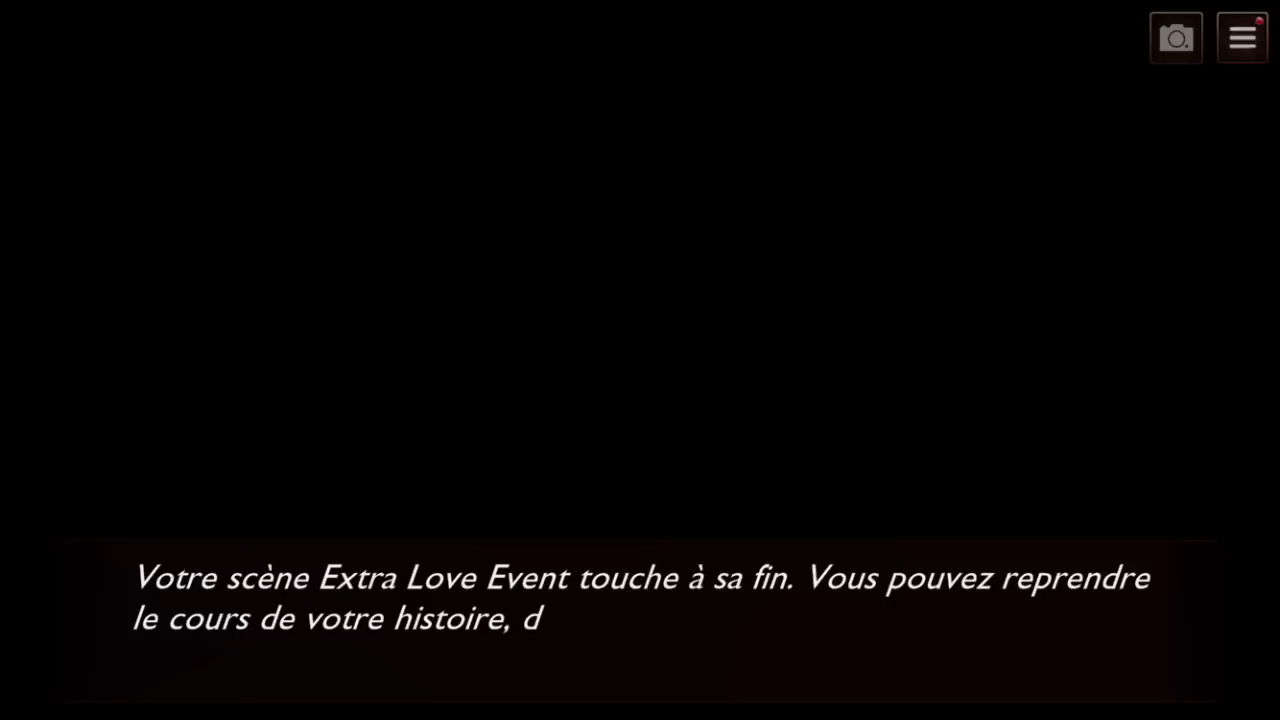 Votre scène Extra Love Event touche à sa fin. Vous pouvez reprendre
le cours de votre histoire, d